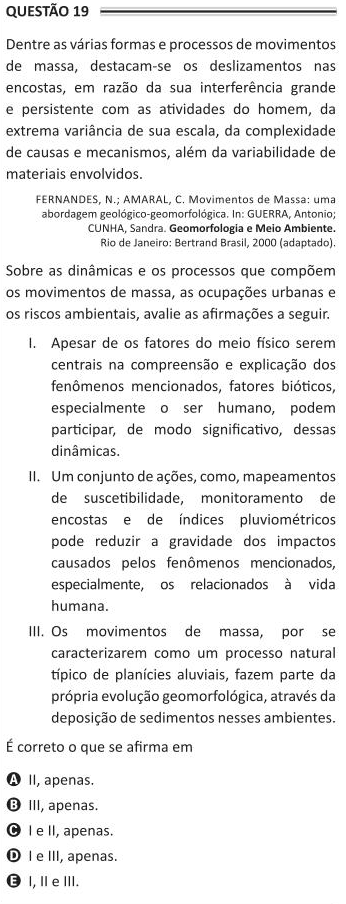 QUESTÃO 19
Dentre as várias formas e processos de movimentos
de massa, destacam-se os deslizamentos nas
encostas, em razão da sua interferência grande
e persistente com as atividades do homem, da
extrema variância de sua escala, da complexidade
de causas e mecanismos, além da variabilidade de
materiais envolvidos.
FERNANDES, N.; AMARAL, C. Movimentos de Massa: uma
abordagem geológico-geomorfológica. In: GUERRA, Antonio;
CUNHA, Sandra. Geomorfologia e Meio Ambiente.
Rio de Janeiro: Bertrand Brasil, 2000 (adaptado).
Sobre as dinâmicas e os processos que compõem
os movimentos de massa, as ocupações urbanas e
os riscos ambientais, avalie as afirmações a seguir.
I. Apesar de os fatores do meio físico serem
centrais na compreensão e explicação dos
fenômenos mencionados, fatores bióticos,
especialmente o ser humano, podem
participar, de modo significativo, dessas
dinâmicas.
II. Um conjunto de ações, como, mapeamentos
de suscetibilidade, monitoramento de
encostas e de índices pluviométricos
pode reduzir a gravidade dos impactos
causados pelos fenômenos mencionados,
especialmente, os relacionados à vida
humana.
III. Os movimentos de massa, por se
caracterizarem como um processo natural
típico de planícies aluviais, fazem parte da
própria evolução geomorfológica, através da
deposição de sedimentos nesses ambientes.
É correto o que se afirma em
A II, apenas.
B III, apenas.
C I e II, apenas.
D I e III, apenas.
E I, II e III.